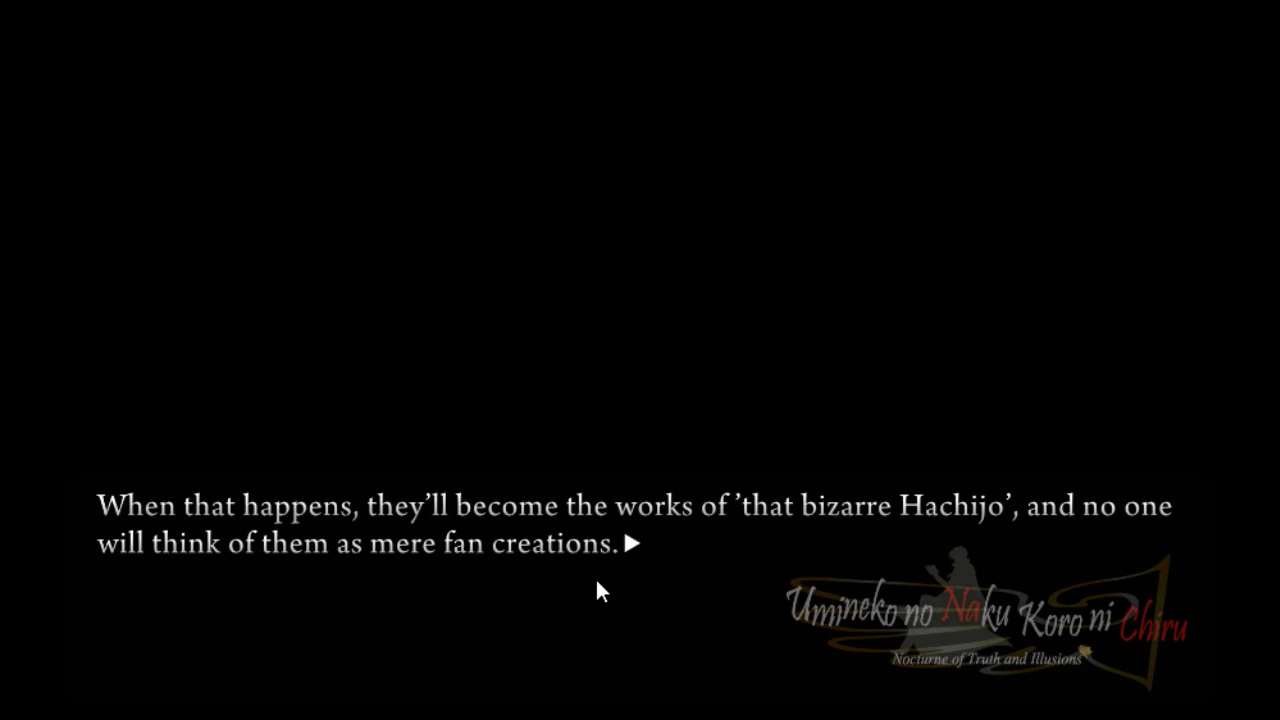 When that happens, they’ll become the works of ’that bizarre Hachijo’, and no one
will think of them as mere fan creations.
Umineko no Naku Koro ni Chiru
Nocturne of Truth and Illusions